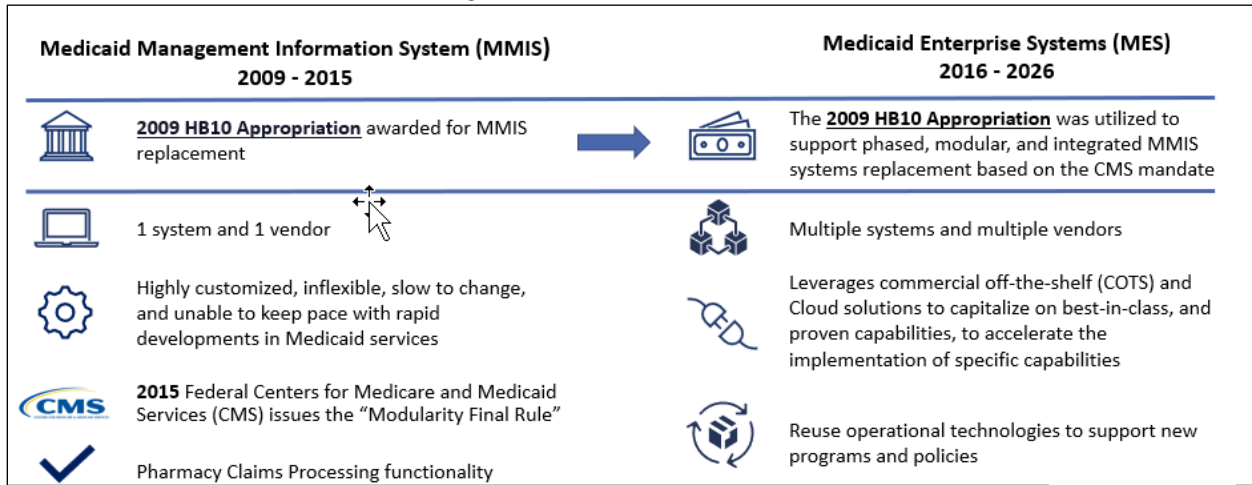 Medicaid Management Information System (MMIS)
2009 - 2015
Medicaid Enterprise Systems (MES)
2016 - 2026
2009 HB10 Appropriation awarded for MMIS
replacement
The 2009 HB10 Appropriation was utilized to
support phased, modular, and integrated MMIS
systems replacement based on the CMS mandate
1 system and 1 vendor
Multiple systems and multiple vendors
Highly customized, inflexible, slow to change,
and unable to keep pace with rapid
developments in Medicaid services
Leverages commercial off-the-shelf (COTS) and
Cloud solutions to capitalize on best-in-class, and
proven capabilities, to accelerate the
implementation of specific capabilities
CMS
2015 Federal Centers for Medicare and Medicaid
Services (CMS) issues the “Modularity Final Rule”
Reuse operational technologies to support new
programs and policies
Pharmacy Claims Processing functionality